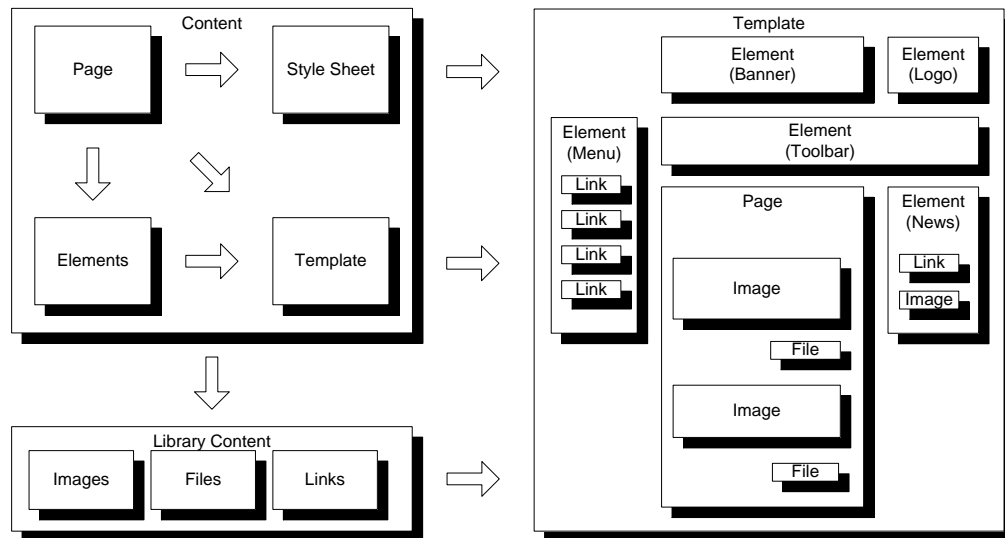 Content
Page
Style Sheet
Elements
Template
Library Content
Images
Files
Links
Template
Element
(Banner)
Element
(Logo)
Element
(Menu)
Link
Link
Link
Link
Element
(Toolbar)
Page
Image
File
Image
File
Element
(News)
Link
Image